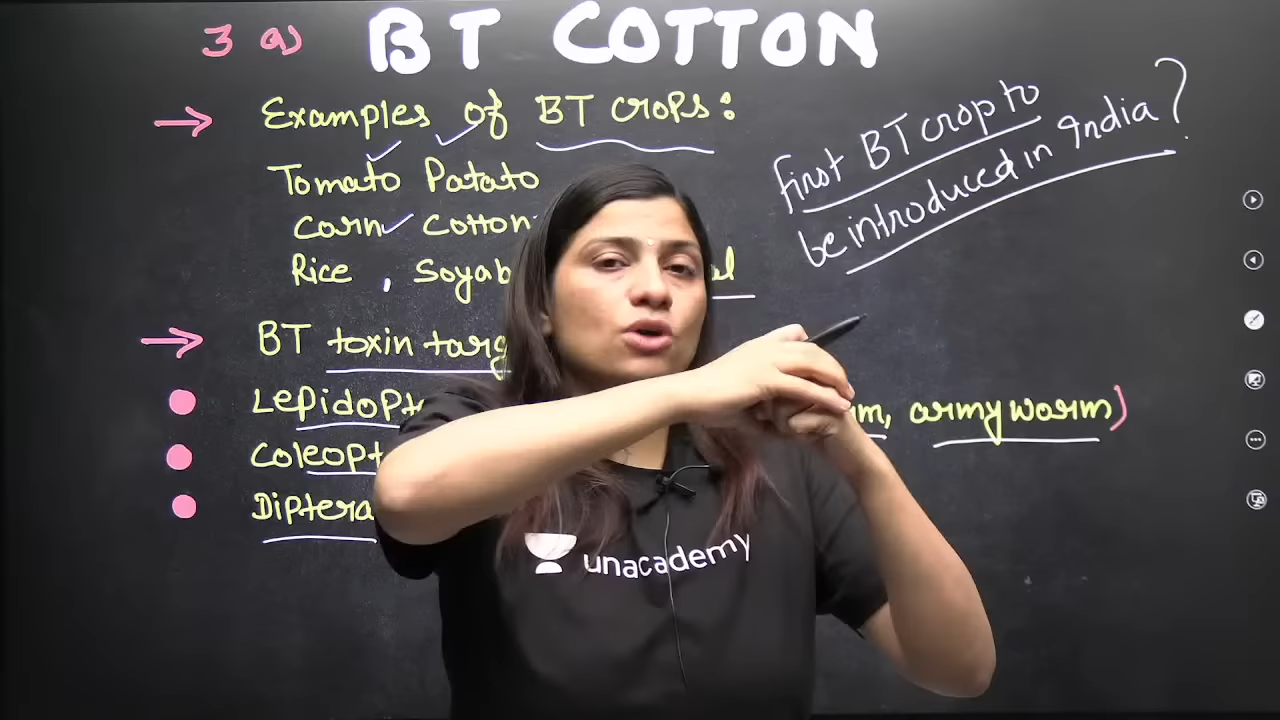 3 a) BT COTTON
→ Examples of BT crops:
Tomato Patato
Corn Cotton
Rice , Soyab
→ BT toxin targ
Lepidopt
m, armyworm)
Coleopt
Diptera
First BT crop to
be introduced in India?
unacademy